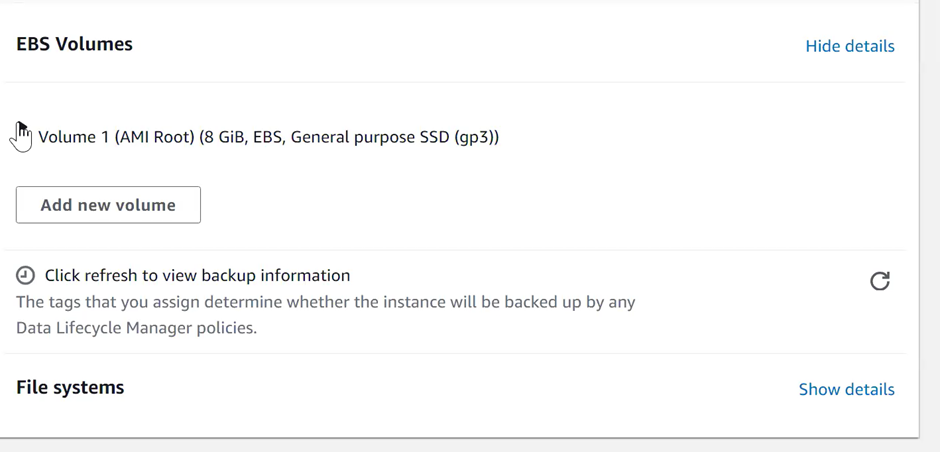 EBS Volumes
Hide details
Volume 1 (AMI Root) (8 GiB, EBS, General purpose SSD (gp3))
Add new volume
Click refresh to view backup information
The tags that you assign determine whether the instance will be backed up by any
Data Lifecycle Manager policies.
File systems
Show details